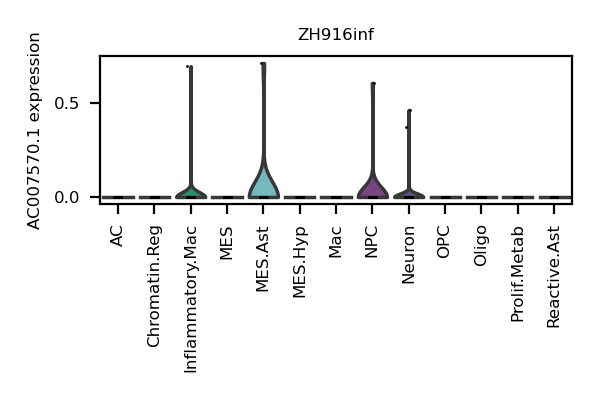 ZH916inf
AC007570.1 expression
0.5
0.0
AC
Chromatin.Reg
Inflammatory.Mac
MES
MES.Ast
MES.Hyp
Mac
NPC
Neuron
OPC
Oligo
Prolif.Metab
Reactive.Ast